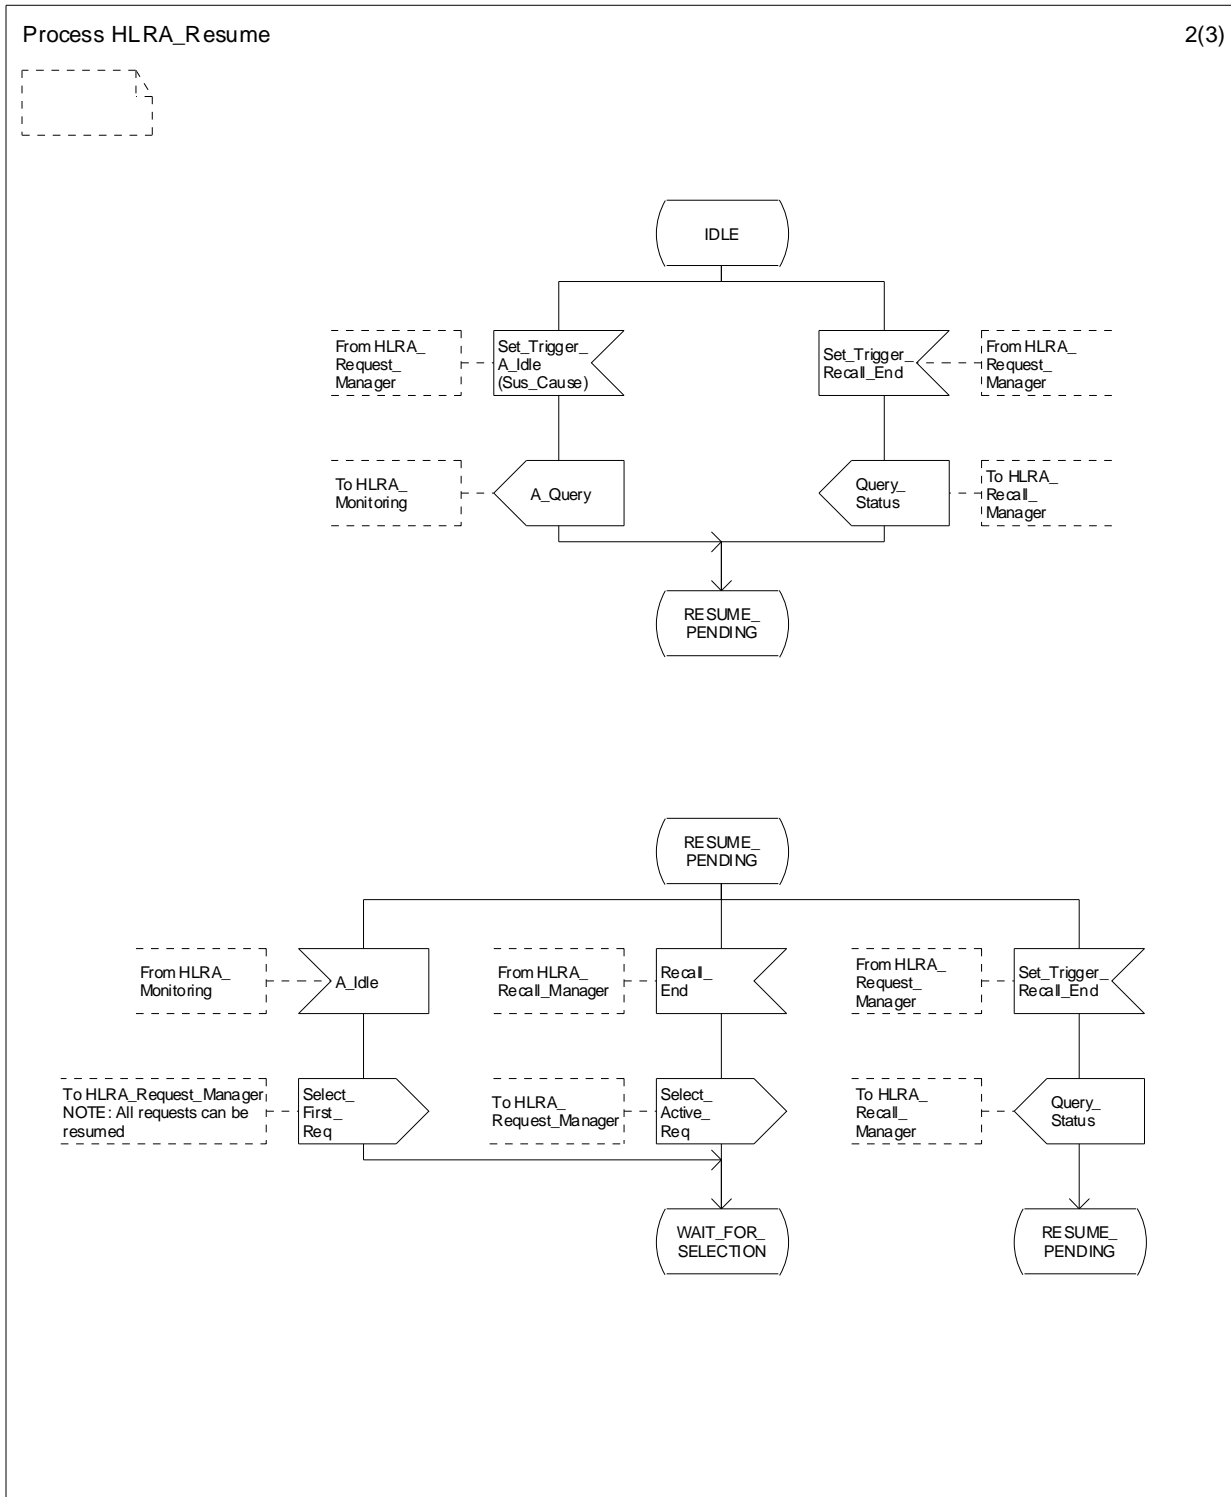 Process HLRA_Resume
2(3)
IDLE
From HLRA_
Request_
Manager
Set_Trigger_
A_Idle
(Sus_Cause)
Set_Trigger_
Recall_End
From HLRA_
Request_
Manager
To HLRA_
Monitoring
A_Query
Query_
Status
To HLRA_
Recall_
Manager
RESUME_
PENDING
RESUME_
PENDING
From HLRA_
Monitoring
A_Idle
From HLRA_
Recall_Manager
Recall_
End
From HLRA_
Request_
Manager
Set_Trigger_
Recall_End
To HLRA_Request_Manager
NOTE: All requests can be
resumed
Select_
First_
Req
To HLRA_
Request_Manager
Select_
Active_
Req
To HLRA_
Recall_
Manager
Query_
Status
WAIT_FOR_
SELECTION
RESUME_
PENDING